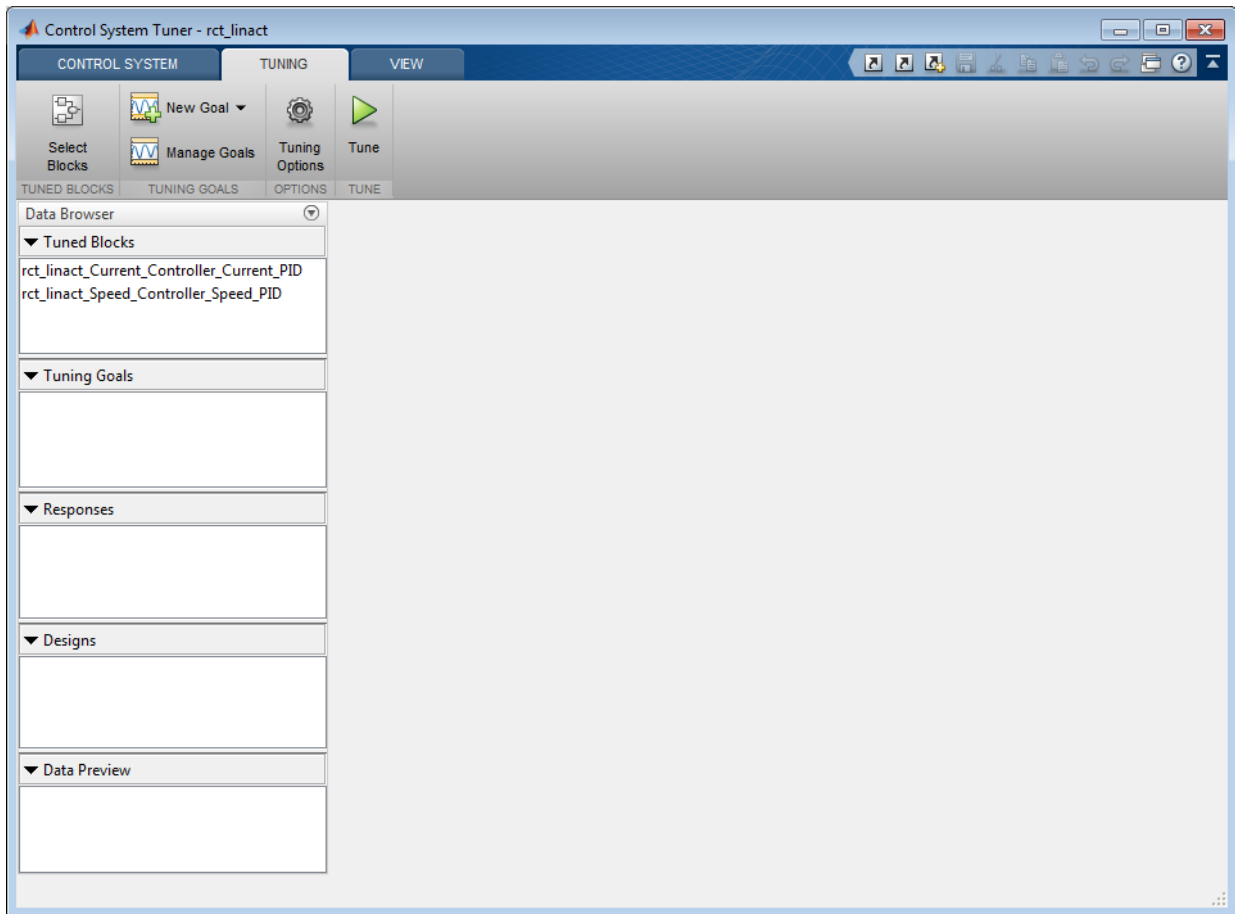 Control System Tuner - rct_linact
CONTROL SYSTEM TUNING VIEW
Select Blocks
New Goal
Manage Goals
Tuning Options
Tune
TUNED BLOCKS TUNING GOALS OPTIONS TUNE
Data Browser
Tuned Blocks
rct_linact_Current_Controller_Current_PID
rct_linact_Speed_Controller_Speed_PID
Tuning Goals
Responses
Designs
Data Preview